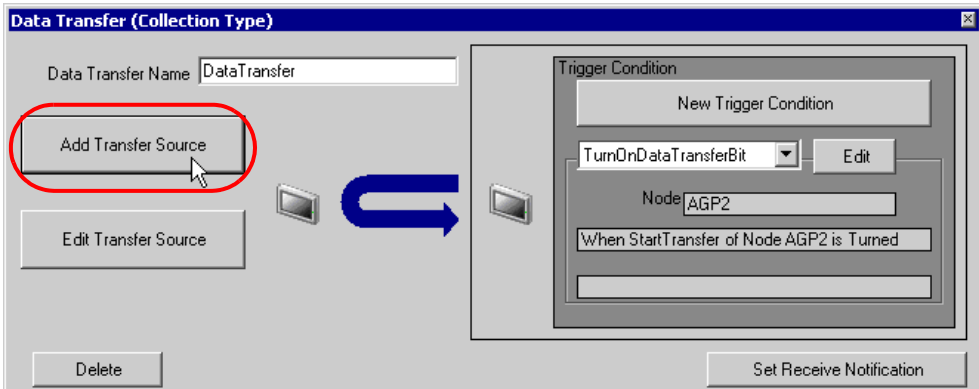 Data Transfer (Collection Type)
Data Transfer Name DataTransfer
Add Transfer Source
Edit Transfer Source
Delete
Trigger Condition
New Trigger Condition
TurnOnDataTransferBit
Edit
Node AGP2
When StartTransfer of Node AGP2 is Turned
Set Receive Notification